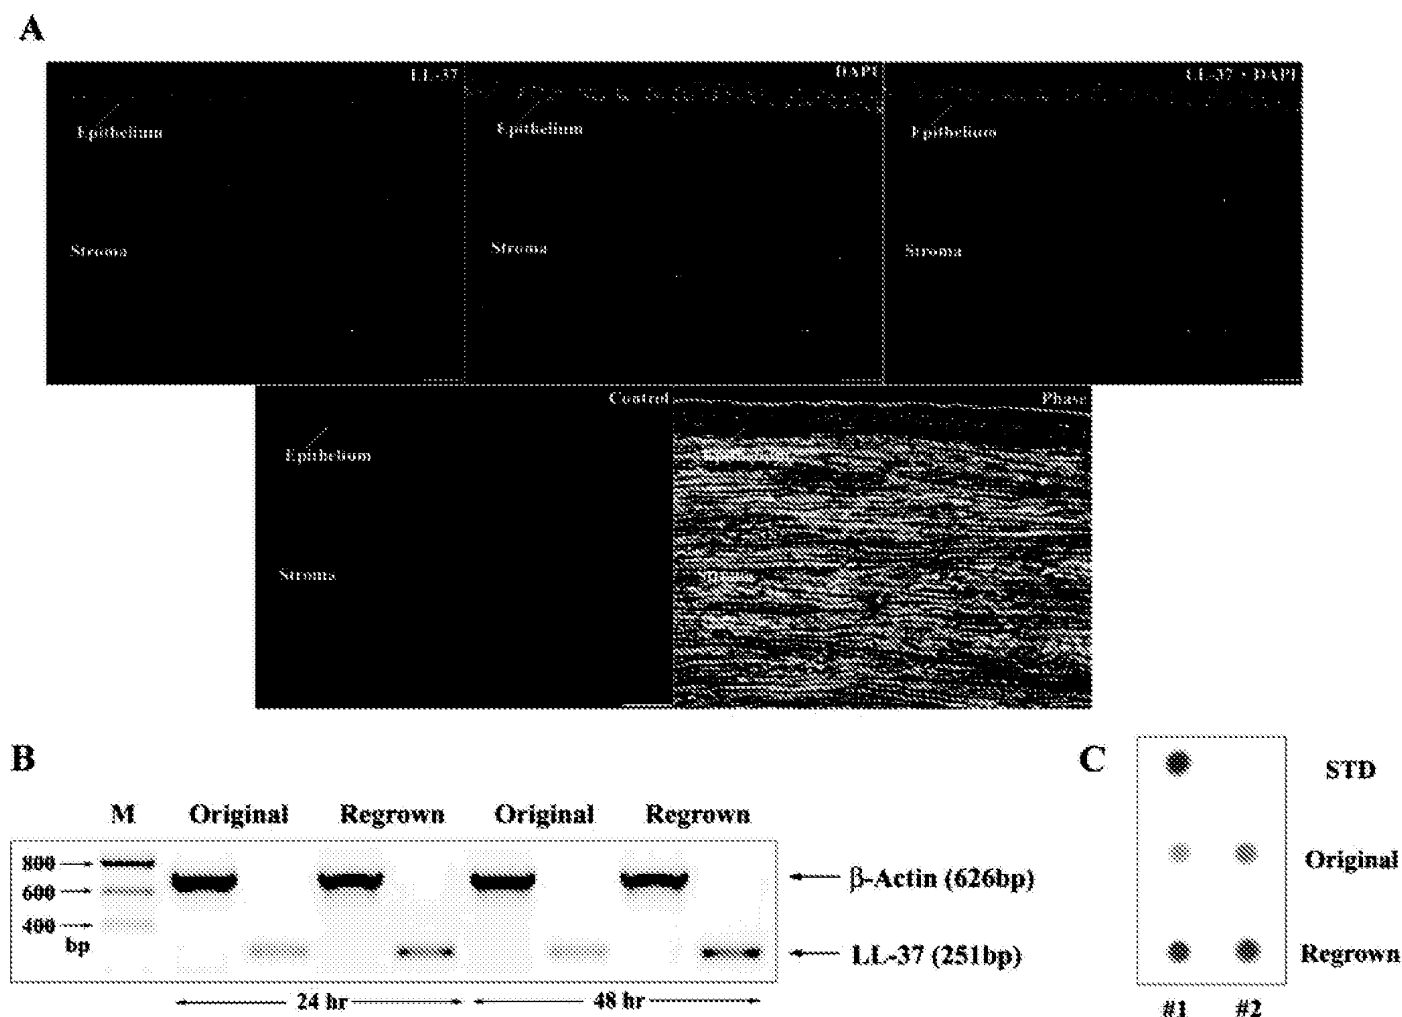 A
LL-37
DAPI
LL-37 + DAPI
Epithelium
Epithelium
Epithelium
Stroma
Stroma
Stroma
Control
Phase
Epithelium
Epithelium
Stroma
Stroma
B
C
M Original Regrown Original Regrown
800
600
400
bp
β-Actin (626bp)
LL-37 (251bp)
24 hr 48 hr
STD
Original
Regrown
#1 #2